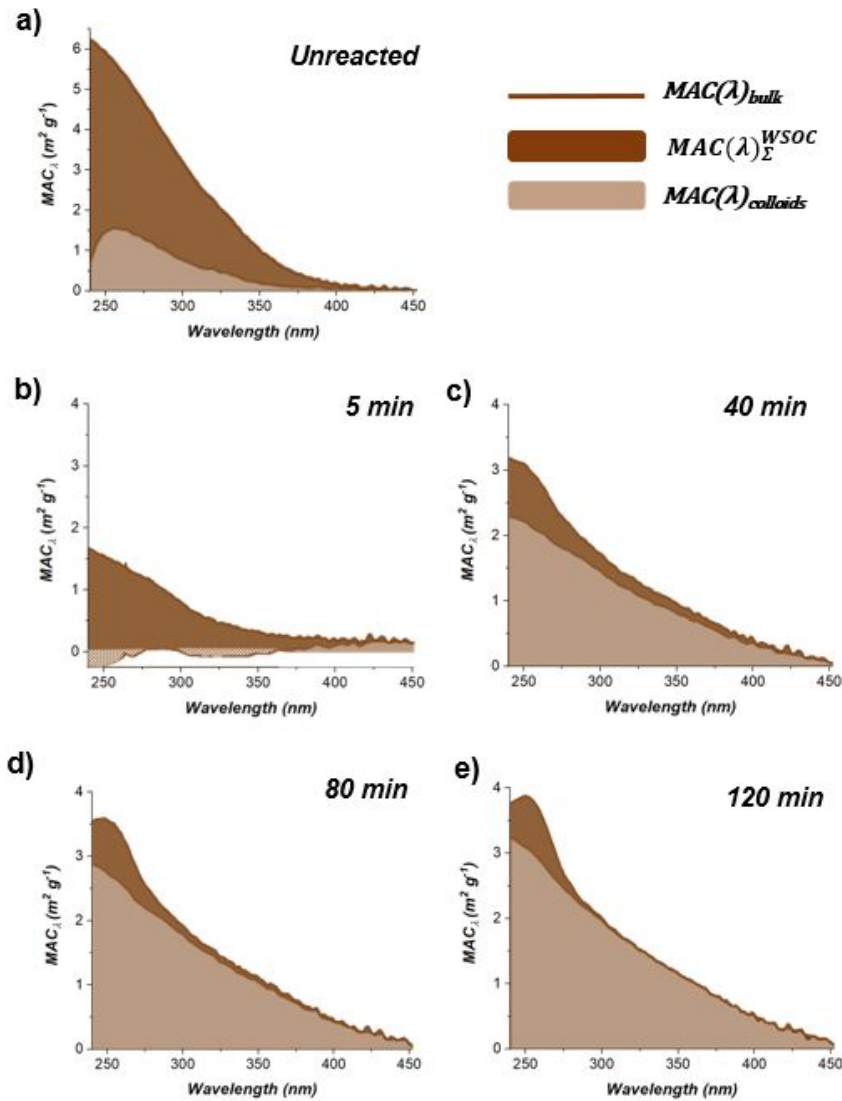 a)
Unreacted
MAC(λ)bulk
MAC(λ)Σ^WSOC
MAC(λ)colloids
MACλ (m² g⁻¹)
6
5
4
3
2
1
0
250 300 350 400 450
Wavelength (nm)
b)
5 min
MACλ (m² g⁻¹)
4
3
2
1
0
250 300 350 400 450
Wavelength (nm)
c)
40 min
MACλ (m² g⁻¹)
4
3
2
1
0
250 300 350 400 450
Wavelength (nm)
d)
80 min
MACλ (m² g⁻¹)
4
3
2
1
0
250 300 350 400 450
Wavelength (nm)
e)
120 min
MACλ (m² g⁻¹)
4
3
2
1
0
250 300 350 400 450
Wavelength (nm)